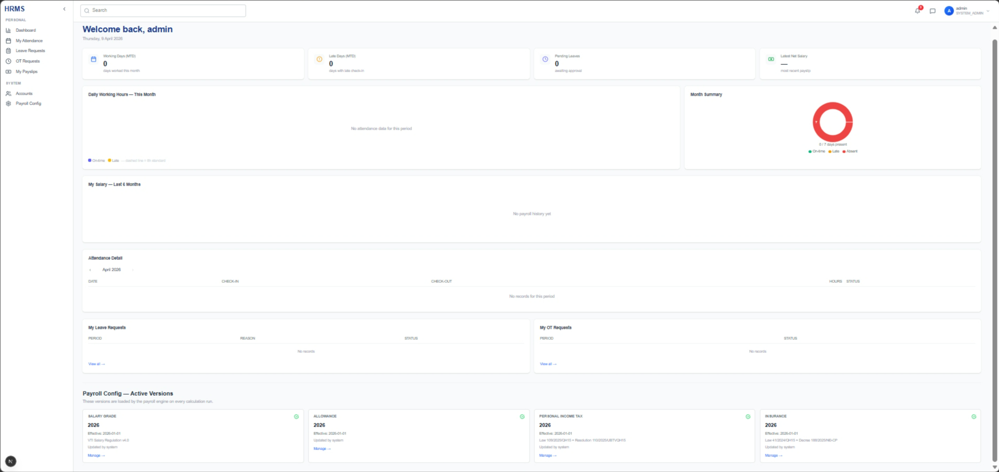 HRMS
Search
3
A
admin
SYSTEM_ADMIN
PERSONAL
Dashboard
My Attendance
Leave Requests
OT Requests
My Payslips
SYSTEM
Accounts
Payroll Config
N
Welcome back, admin
Thursday, 9 April 2026
Working Days (MTD)
0
days worked this month
Late Days (MTD)
0
days with late check-in
Pending Leaves
0
awaiting approval
Latest Net Salary
—
most recent payslip
Daily Working Hours — This Month
No attendance data for this period
On-time Late — dashed line = 8h standard
Month Summary
7
0 / 7 days present
On-time Late Absent
My Salary — Last 6 Months
No payroll history yet
Attendance Detail
‹ April 2026 ›
DATE CHECK-IN CHECK-OUT HOURS STATUS
No records for this period
My Leave Requests
PERIOD REASON STATUS
No records
View all →
My OT Requests
PERIOD STATUS
No records
View all →
Payroll Config — Active Versions
These versions are loaded by the payroll engine on every calculation run.
SALARY GRADE
2026
Effective: 2026-01-01
VTI Salary Regulation v4.0
Updated by system
Manage →
ALLOWANCE
2026
Effective: 2026-01-01
Updated by system
Manage →
PERSONAL INCOME TAX
2026
Effective: 2026-01-01
Law 109/2025/QH15 + Resolution 110/2025/UBTVQH15
Updated by system
Manage →
INSURANCE
2026
Effective: 2026-01-01
Law 41/2024/QH15 + Decree 188/2025/NĐ-CP
Updated by system
Manage →